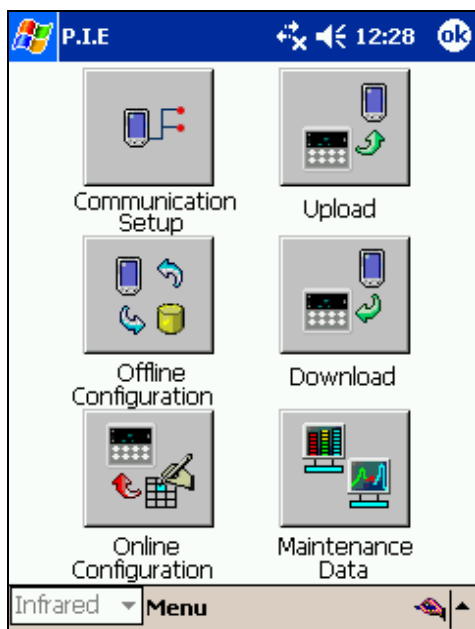 P.I.E 12:28 ok
Communication
Setup
Upload
Offline
Configuration
Download
Online
Configuration
Maintenance
Data
Infrared Menu